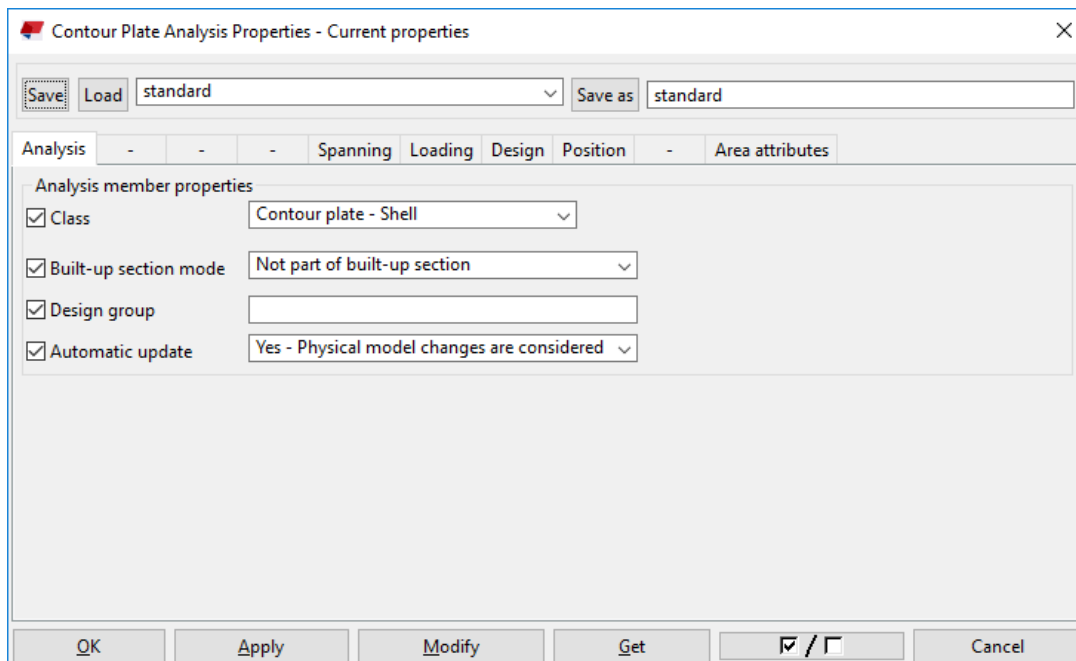 Contour Plate Analysis Properties - Current properties
Save Load standard Save as standard
Analysis - - - Spanning Loading Design Position - Area attributes
Analysis member properties
Class Contour plate - Shell
Built-up section mode Not part of built-up section
Design group
Automatic update Yes - Physical model changes are considered
OK Apply Modify Get / Cancel